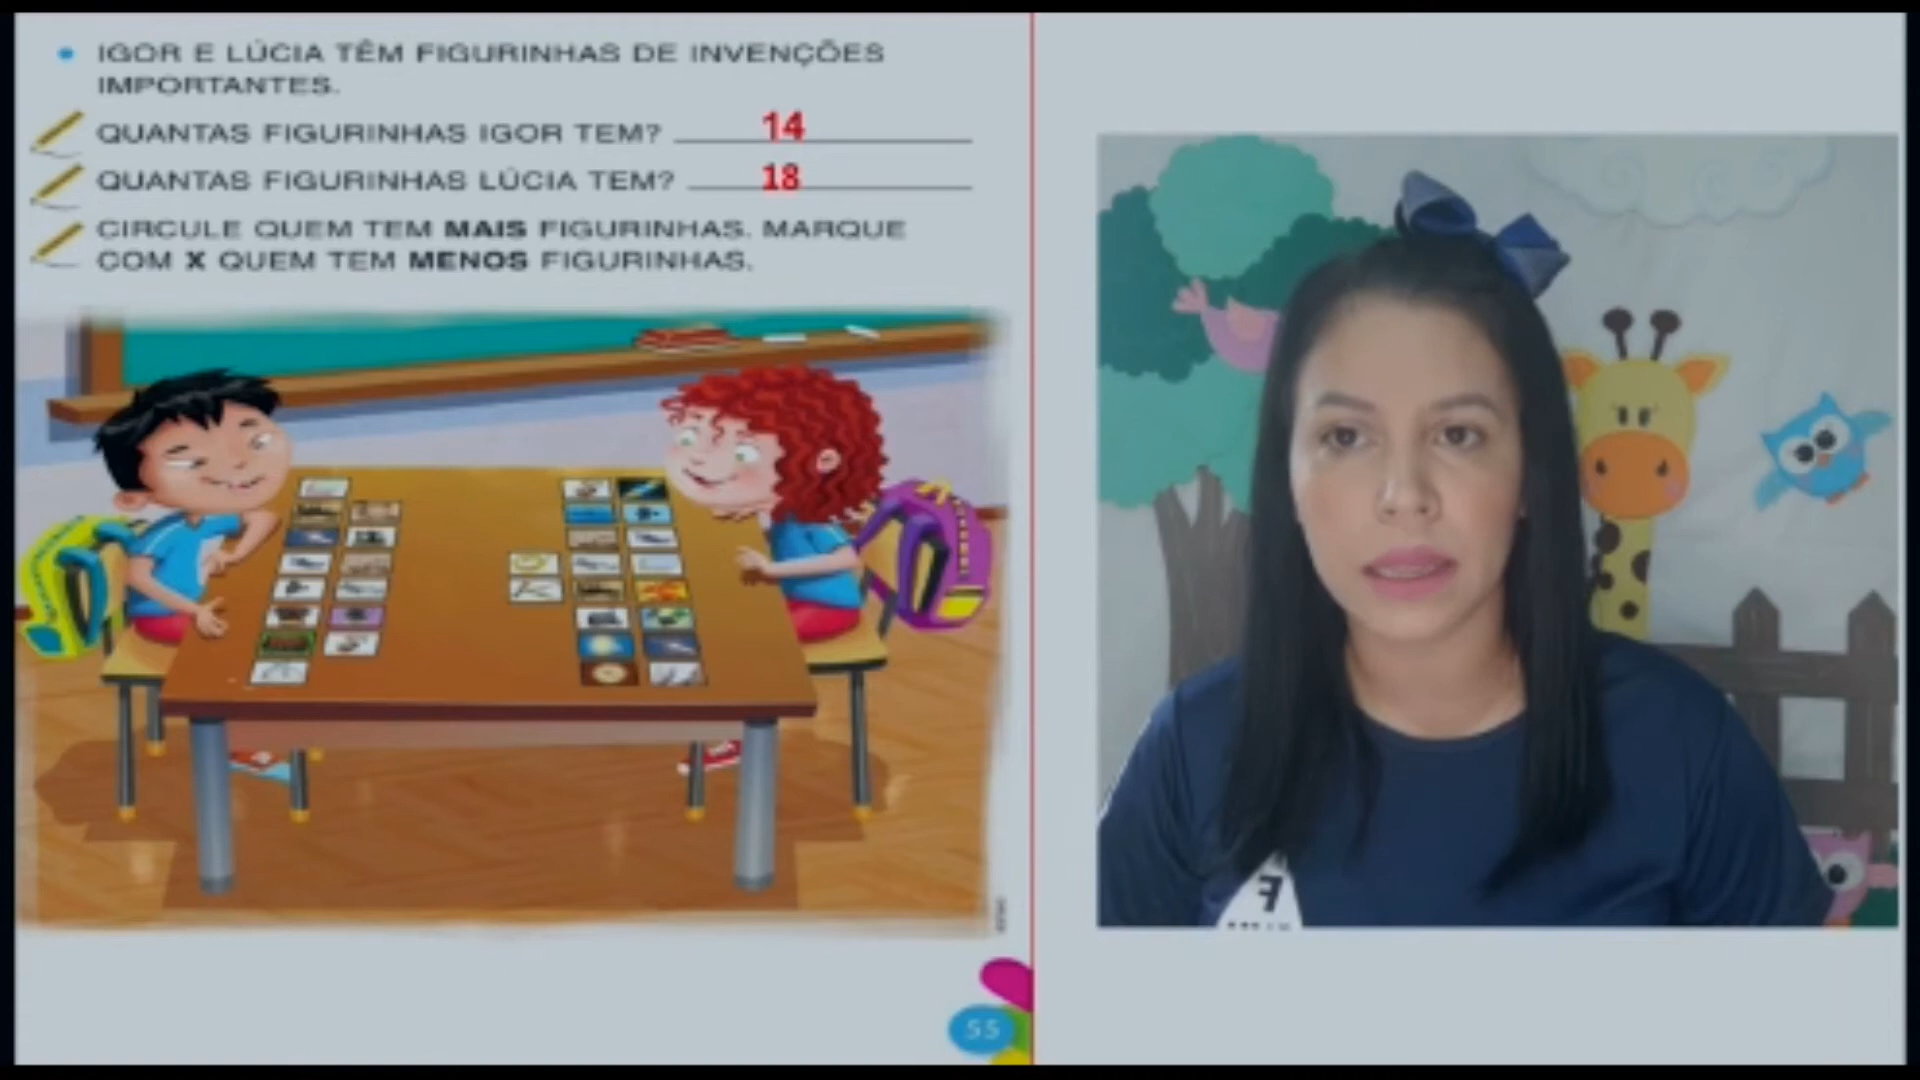 IGOR E LÚCIA TÊM FIGURINHAS DE INVENÇÕES
IMPORTANTES.
QUANTAS FIGURINHAS IGOR TEM? 14
QUANTAS FIGURINHAS LÚCIA TEM? 18
CIRCULE QUEM TEM MAIS FIGURINHAS. MARQUE
COM X QUEM TEM MENOS FIGURINHAS.
55
F